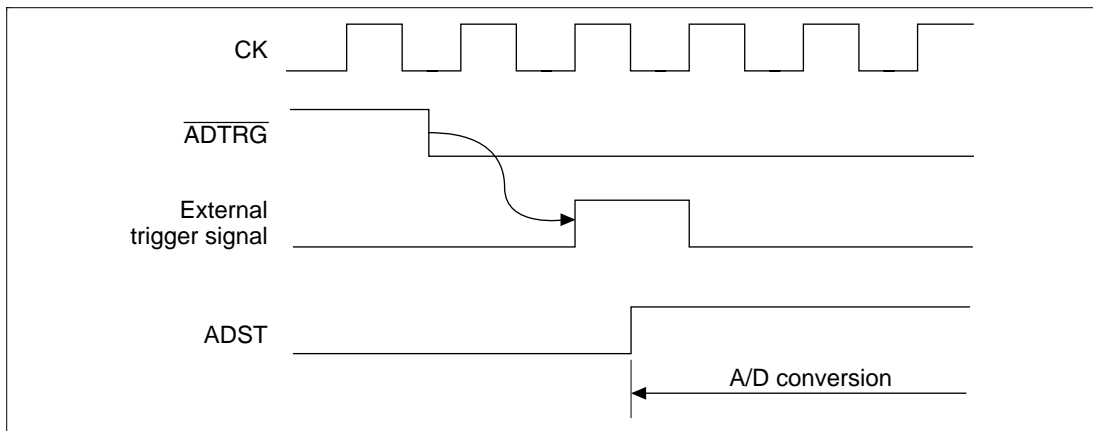 CK
ADTRG
External
trigger signal
ADST
A/D conversion